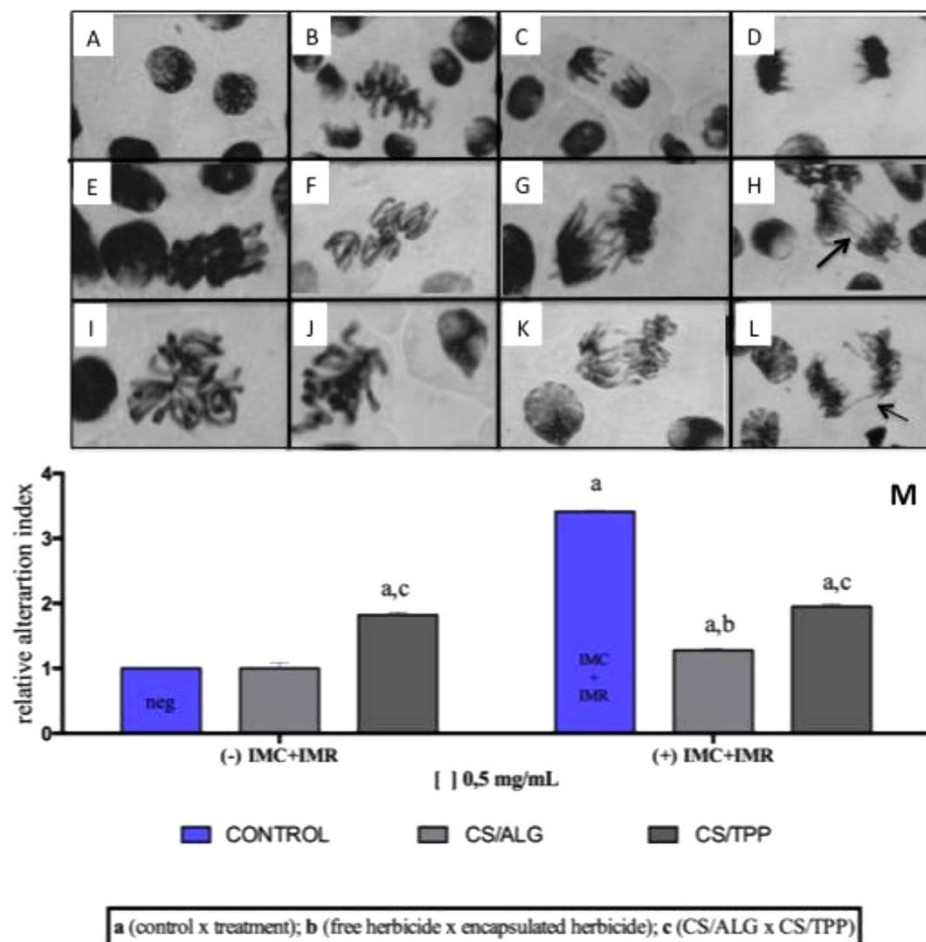 A B C D
E F G H
I J K L
M
relative alterartion index
4
3
2
1
0
neg
a,c
a
IMC
+
IMR
a,b
a,c
(-) IMC+IMR (+) IMC+IMR
[ ] 0,5 mg/mL
CONTROL CS/ALG CS/TPP
a (control x treatment); b (free herbicide x encapsulated herbicide); c (CS/ALG x CS/TPP)